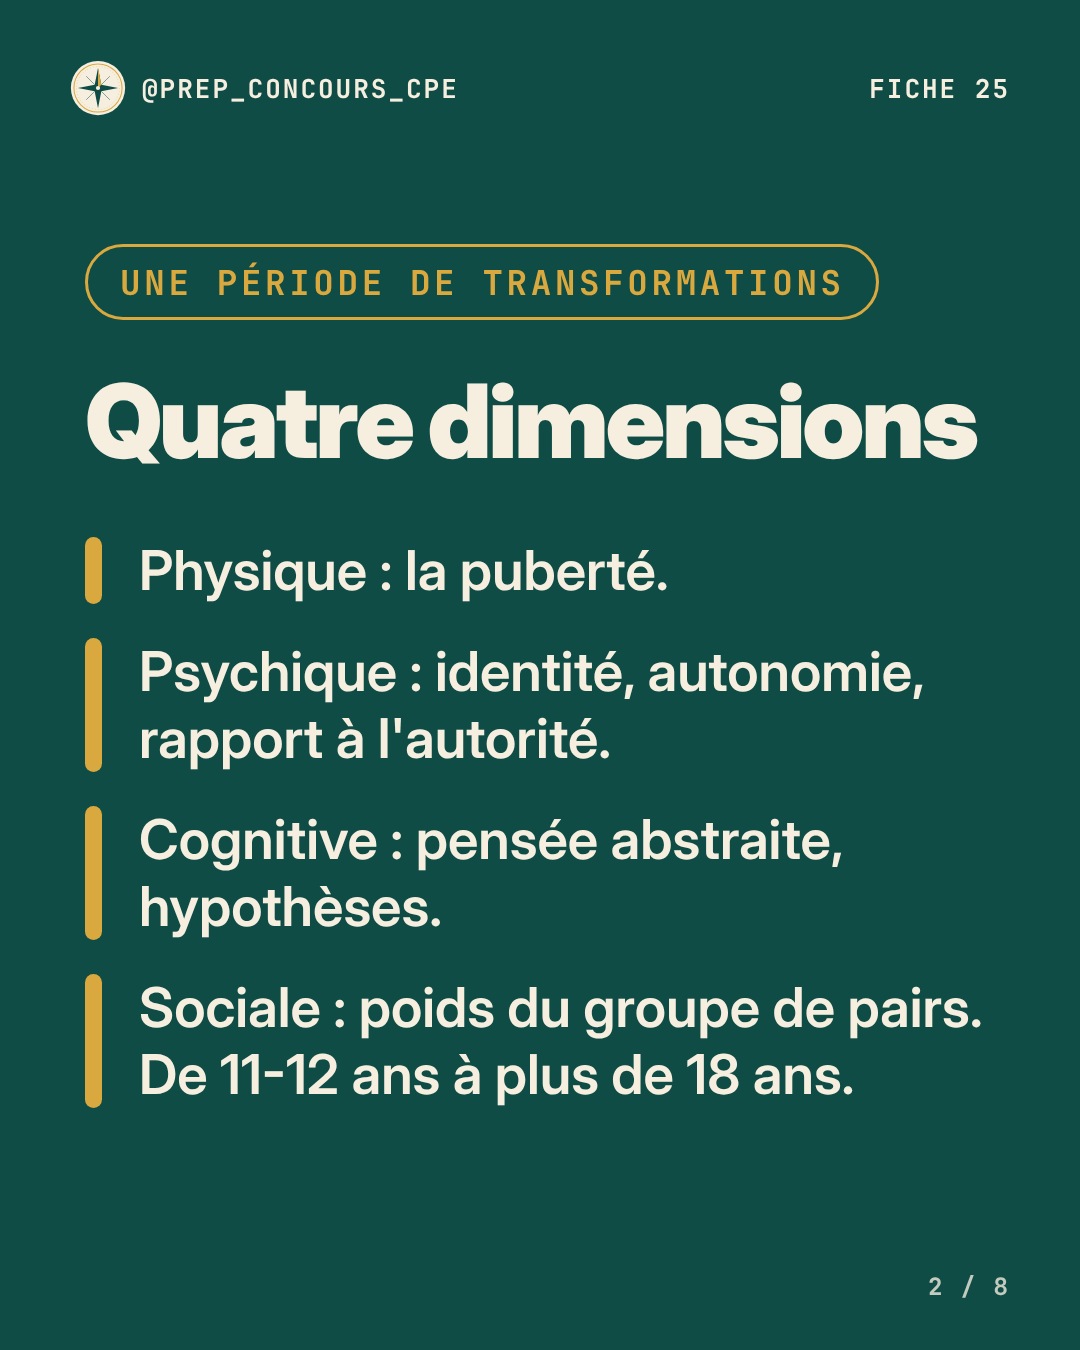 @PREP_CONCOURS_CPE
FICHE 25
UNE PÉRIODE DE TRANSFORMATIONS
Quatre dimensions
Physique : la puberté.
Psychique : identité, autonomie,
rapport à l'autorité.
Cognitive : pensée abstraite,
hypothèses.
Sociale : poids du groupe de pairs.
De 11-12 ans à plus de 18 ans.
2 / 8